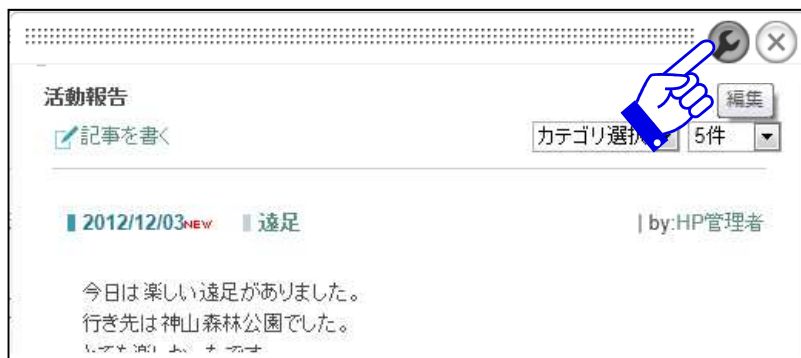 活動報告
編集
記事を書く
カテゴリ選択 5件
2012/12/03NEW 遠足 | by:HP管理者
今日は楽しい遠足がありました。
行き先は神山森林公園でした。